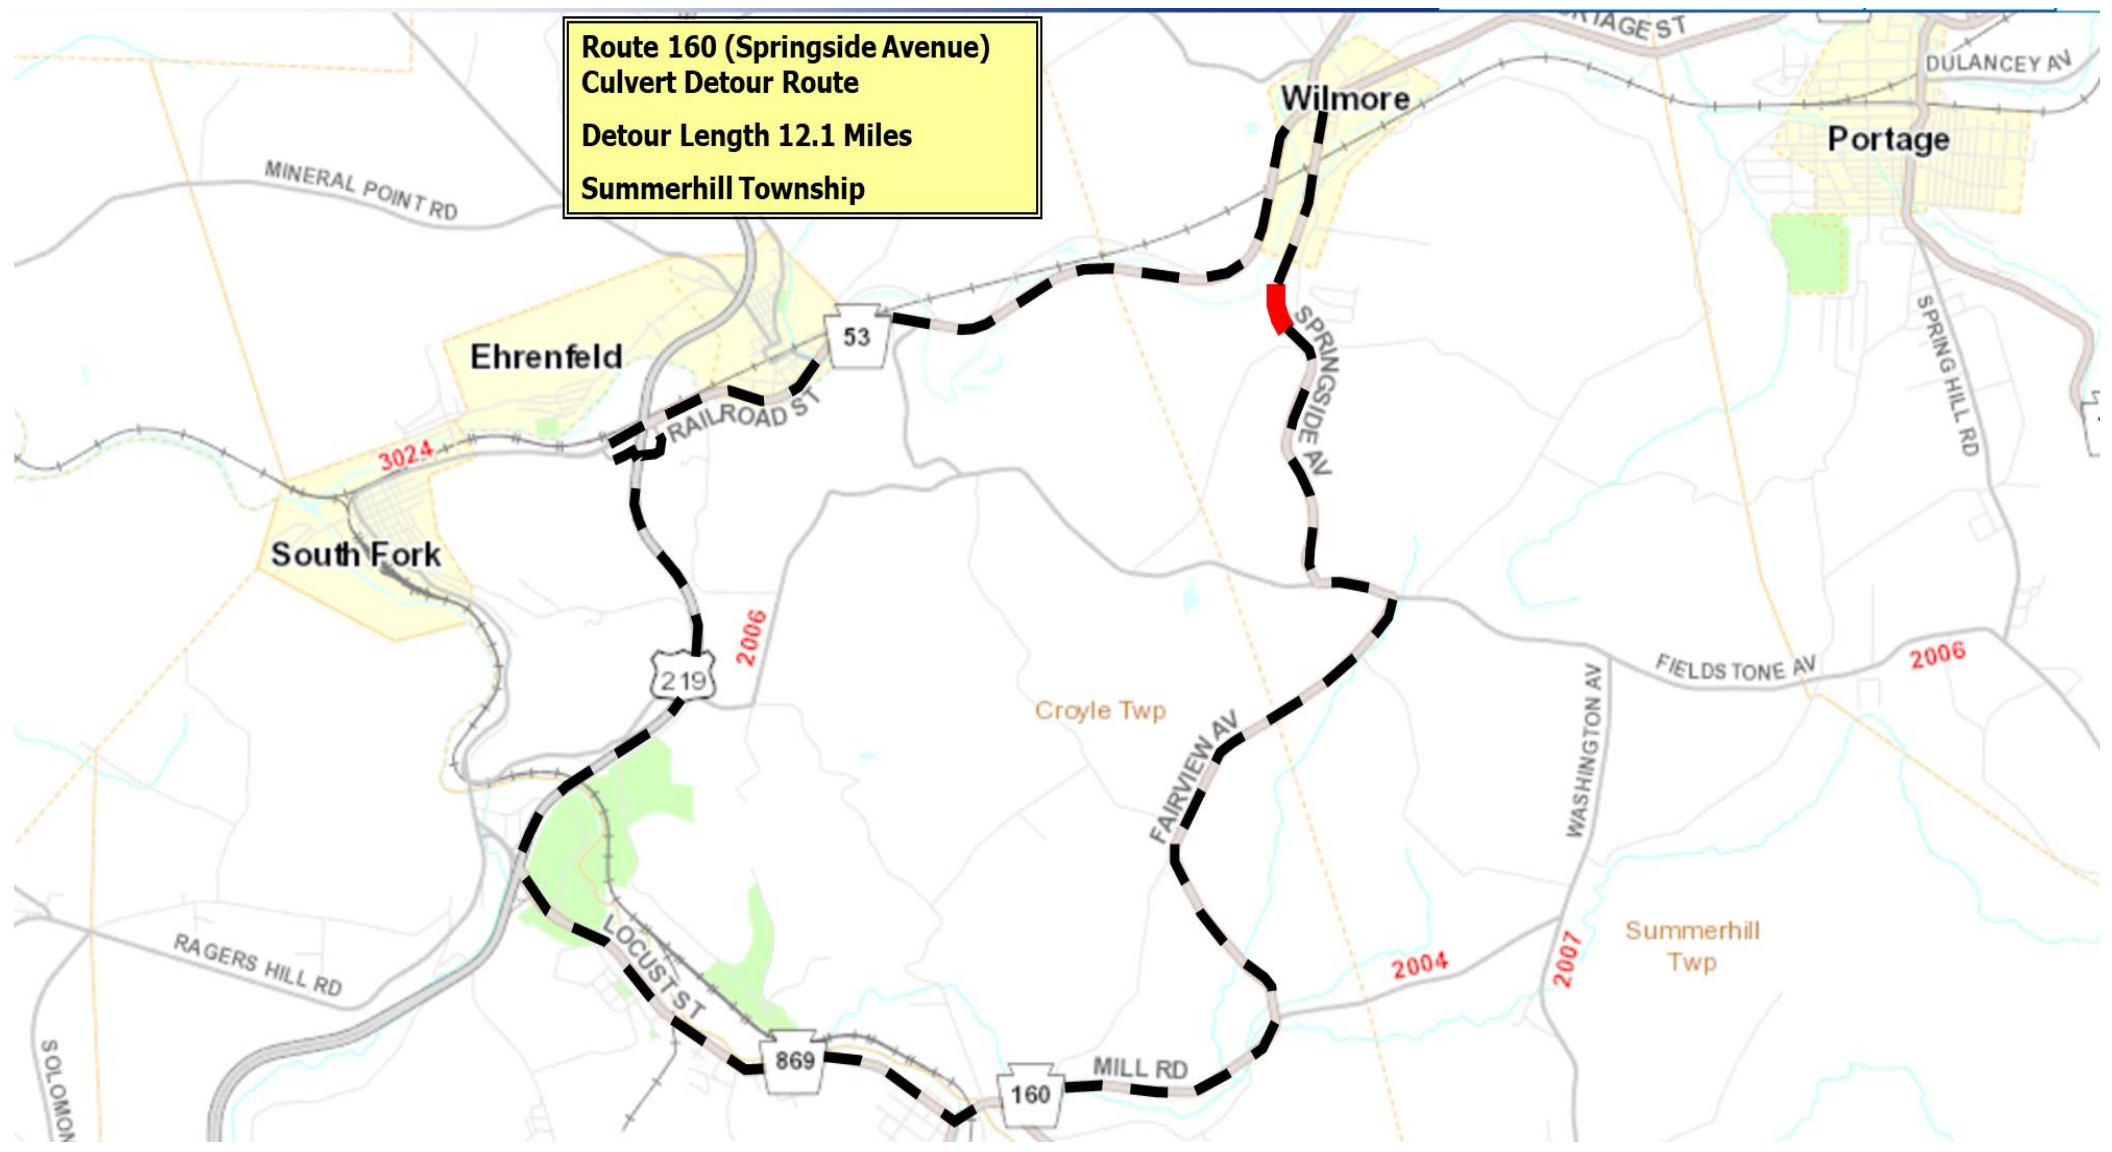 Route 160 (Springside Avenue)
Culvert Detour Route
Detour Length 12.1 Miles
Summerhill Township
DULANCEY AV
Wilmore
Portage
MINERAL POINT RD
53
Ehrenfeld
SPRINGSIDE AV
SPRING HILL RD
RAILROAD ST
3024
South Fork
2006
219
FIELDSTONE AV
2006
Croyle Twp
WASHINGTON AV
FAIRVIEW AV
Summerhill
Twp
2004
2007
RAGERS HILL RD
LOCUST ST
SOLOMON
869
160
MILL RD